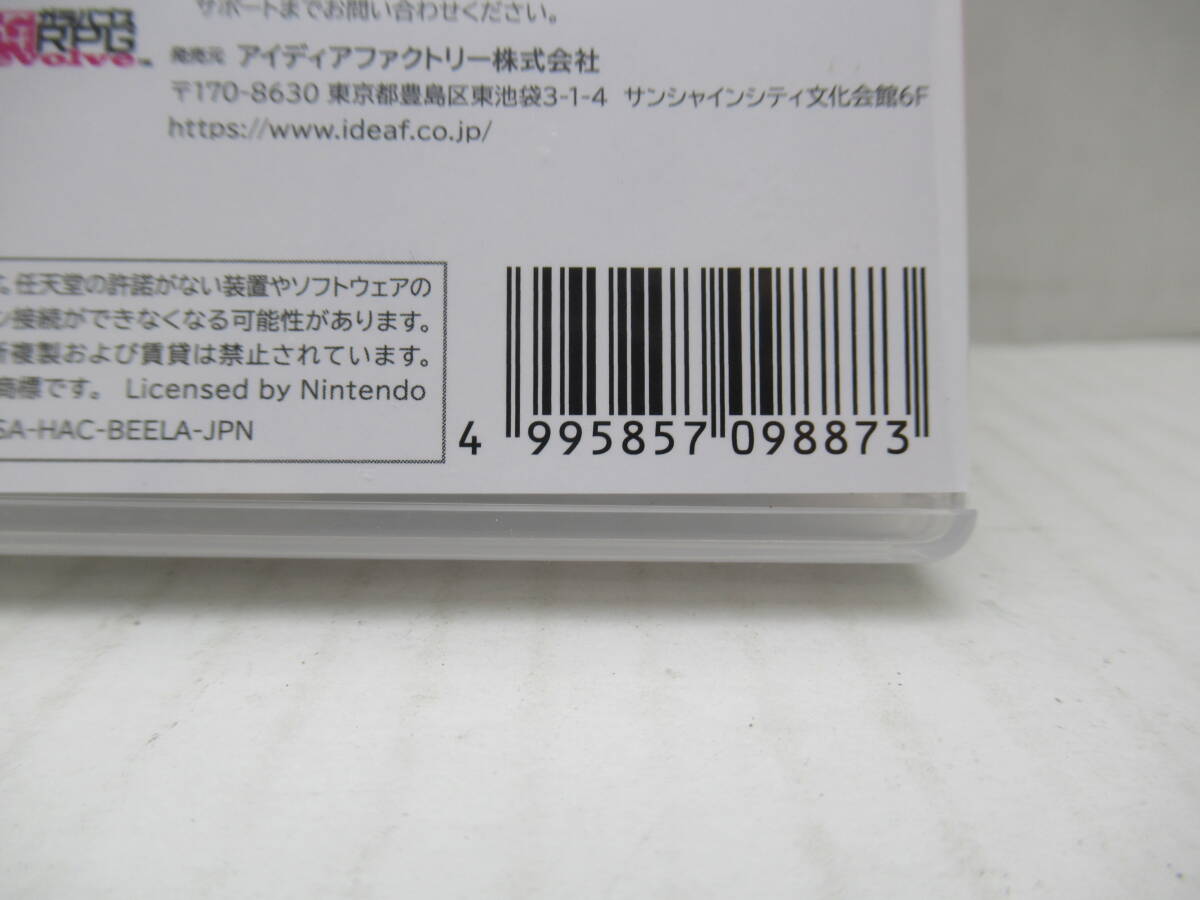 サポートまでお問い合わせください。
RPG
evolve™
発売元 アイディアファクトリー株式会社
〒170-8630 東京都豊島区東池袋3-1-4 サンシャインシティ文化会館6F
https://www.ideaf.co.jp/
。任天堂の許諾がない装置やソフトウェアの
ン接続ができなくなる可能性があります。
複製および賃貸は禁止されています。
商標です。 Licensed by Nintendo
SA-HAC-BEELA-JPN
4 995857 098873